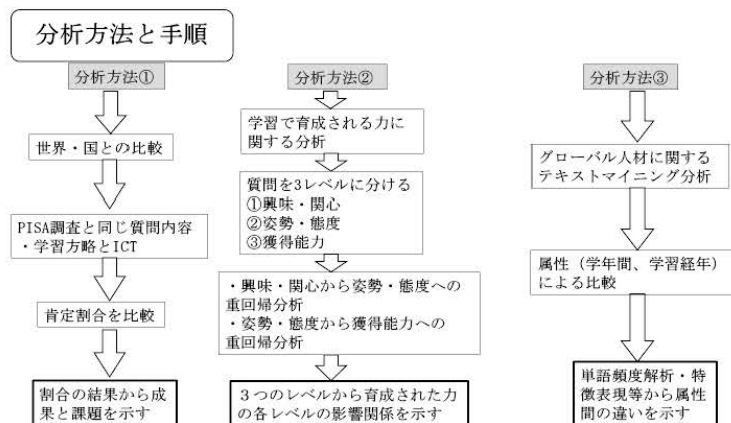 分析方法と手順
分析方法①
世界・国との比較
PISA調査と同じ質問内容
・学習方略とICT
肯定割合を比較
割合の結果から成
果と課題を示す
分析方法②
学習で育成される力に
関する分析
質問を3レベルに分ける
①興味・関心
②姿勢・態度
③獲得能力
・興味・関心から姿勢・態度への
重回帰分析
・姿勢・態度から獲得能力への
重回帰分析
３つのレベルから育成された力
の各レベルの影響関係を示す
分析方法③
グローバル人材に関する
テキストマイニング分析
属性（学年間、学習経年）
による比較
単語頻度解析・特
徴表現等から属性
間の違いを示す